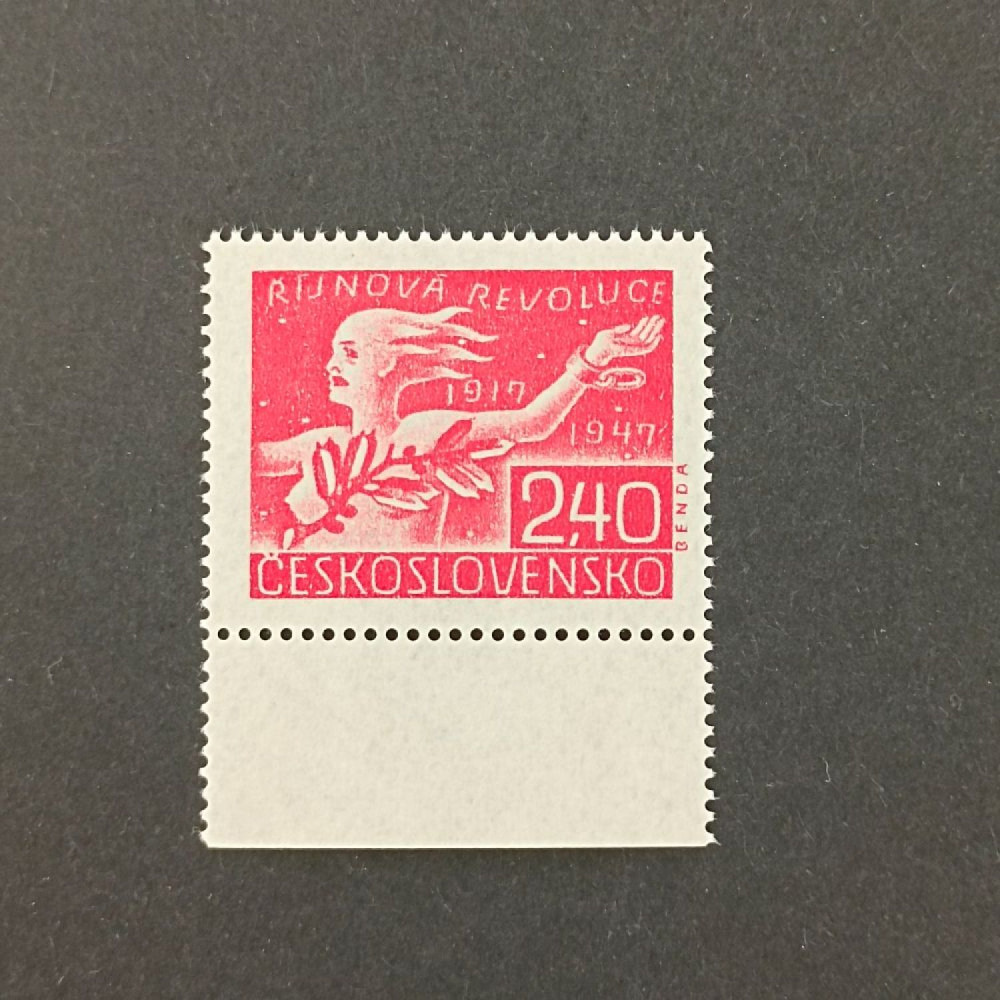 ŘÍJNOVÁ REVOLUCE
1917
1947
2,40
BENDA
ČESKOSLOVENSKO